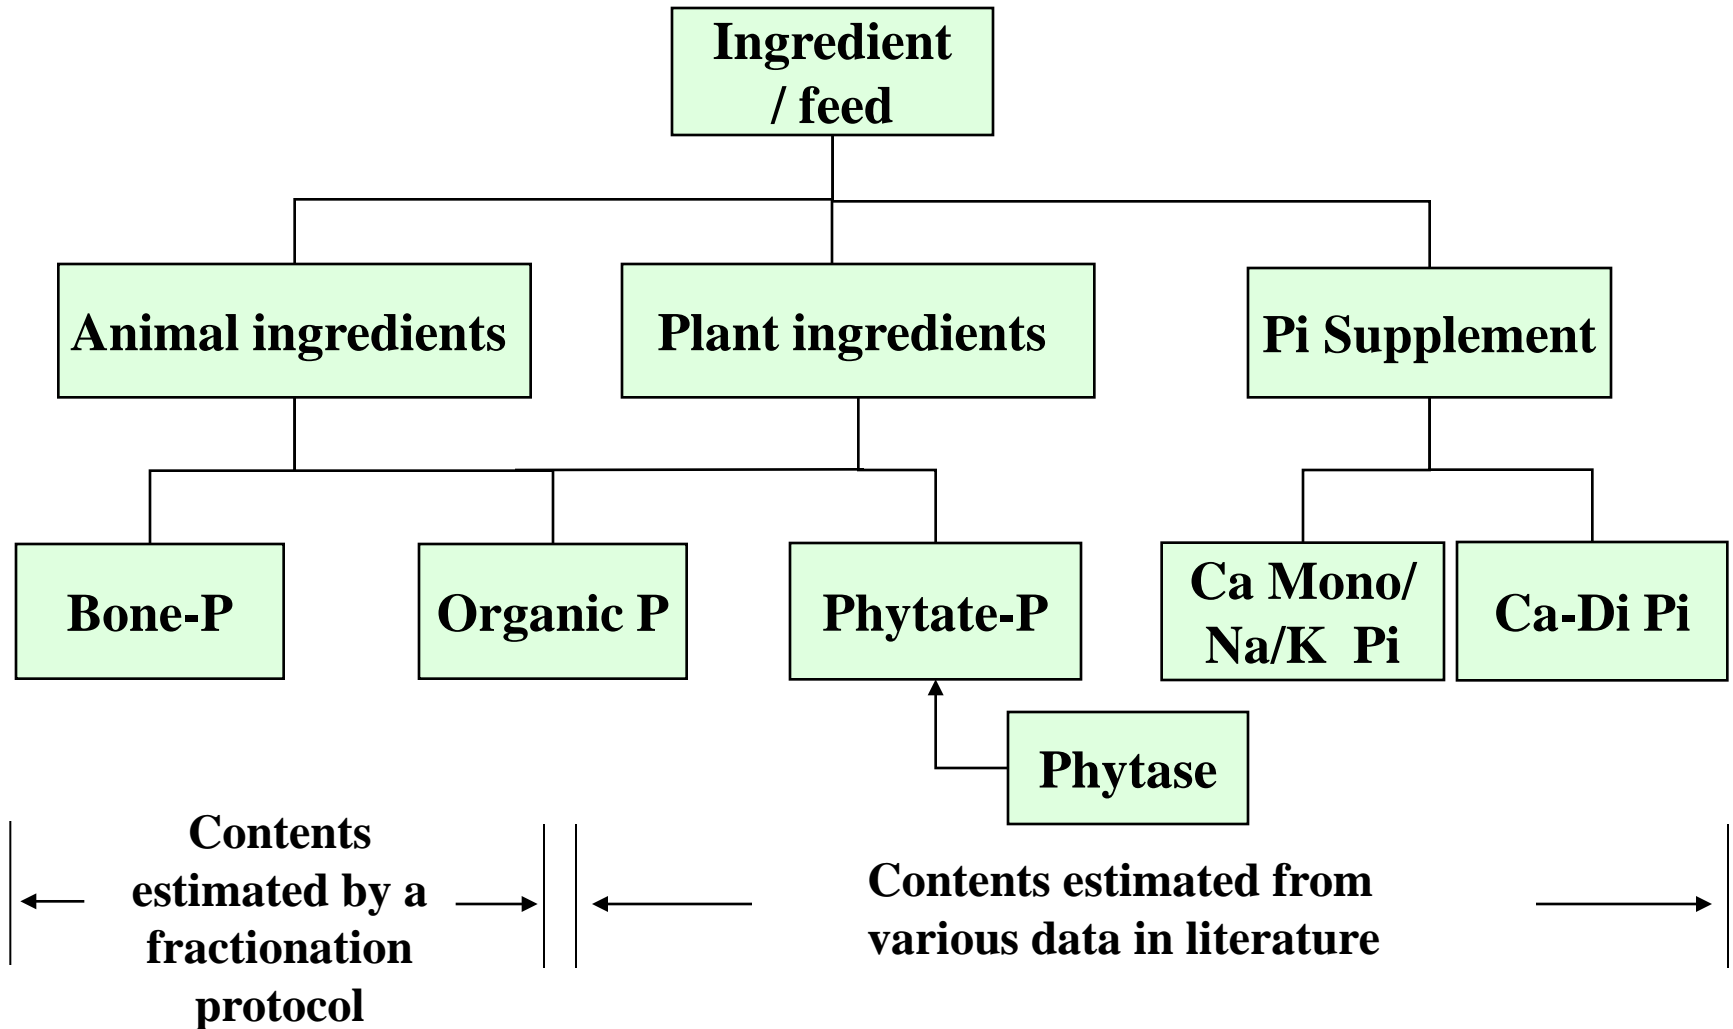 Ingredient
/ feed
Animal ingredients
Plant ingredients
Pi Supplement
Bone-P
Organic P
Phytate-P
Ca Mono/
Na/K Pi
Ca-Di Pi
Phytase
Contents
estimated by a
fractionation
protocol
Contents estimated from
various data in literature